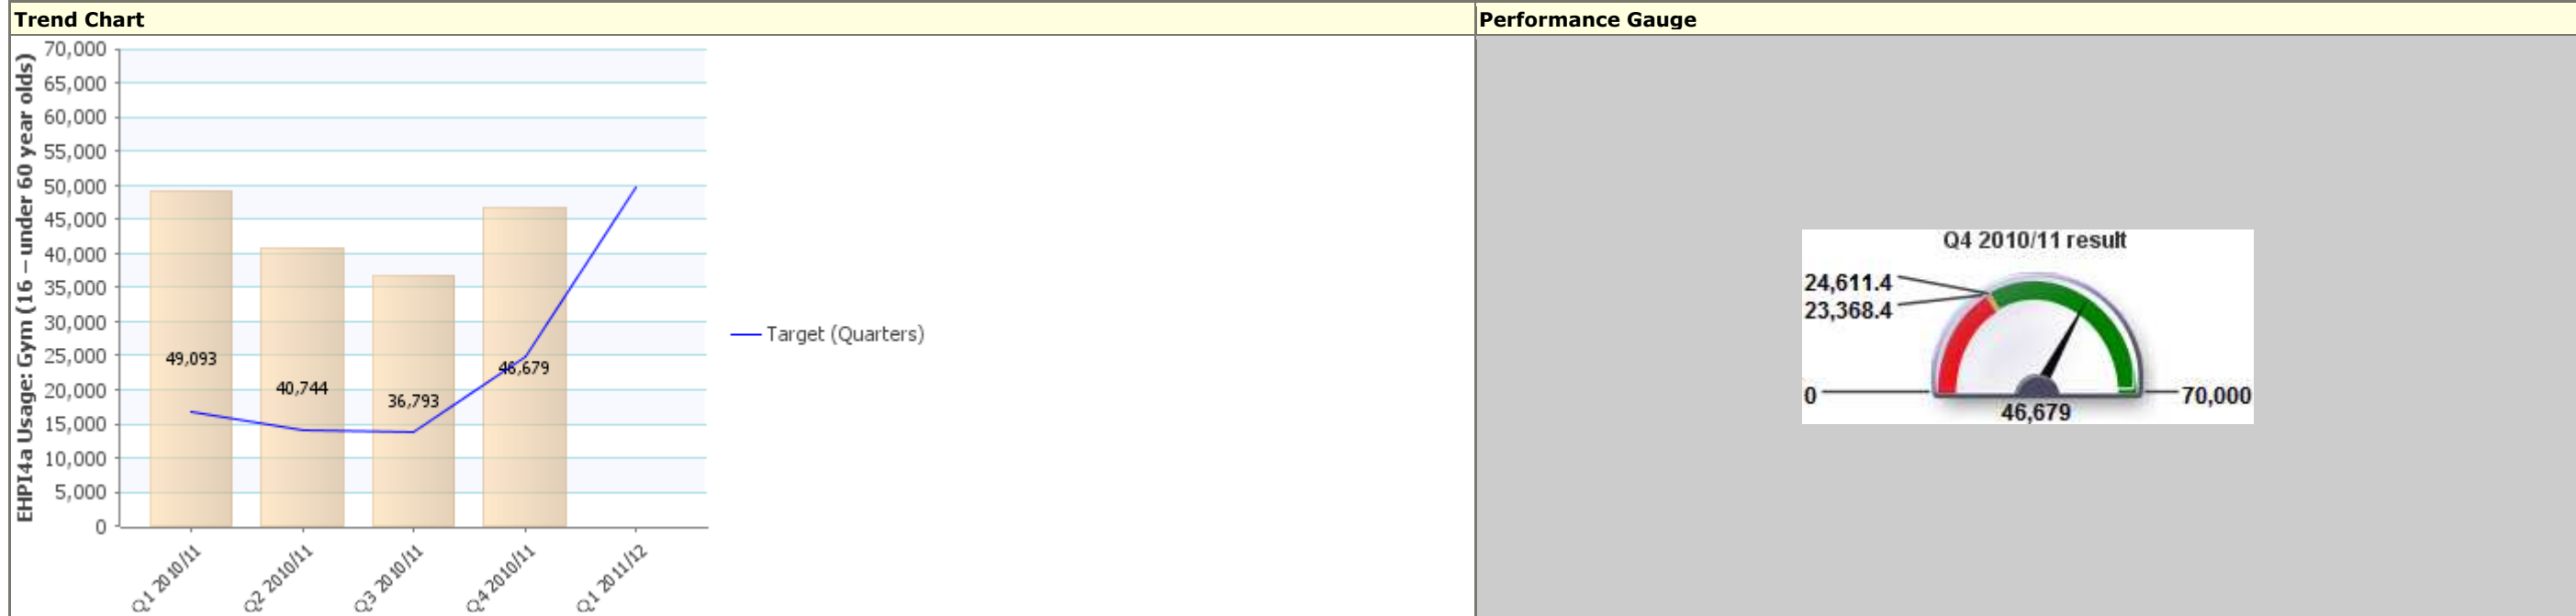 Trend Chart
Performance Gauge
EHPI4a Usage: Gym (16 – under 60 year olds)
70,000
65,000
60,000
55,000
50,000
45,000
40,000
35,000
30,000
25,000
20,000
15,000
10,000
5,000
0
49,093
40,744
36,793
46,679
Q1 2010/11
Q2 2010/11
Q3 2010/11
Q4 2010/11
Q1 2011/12
Target (Quarters)
Q4 2010/11 result
24,611.4
23,368.4
0
70,000
46,679